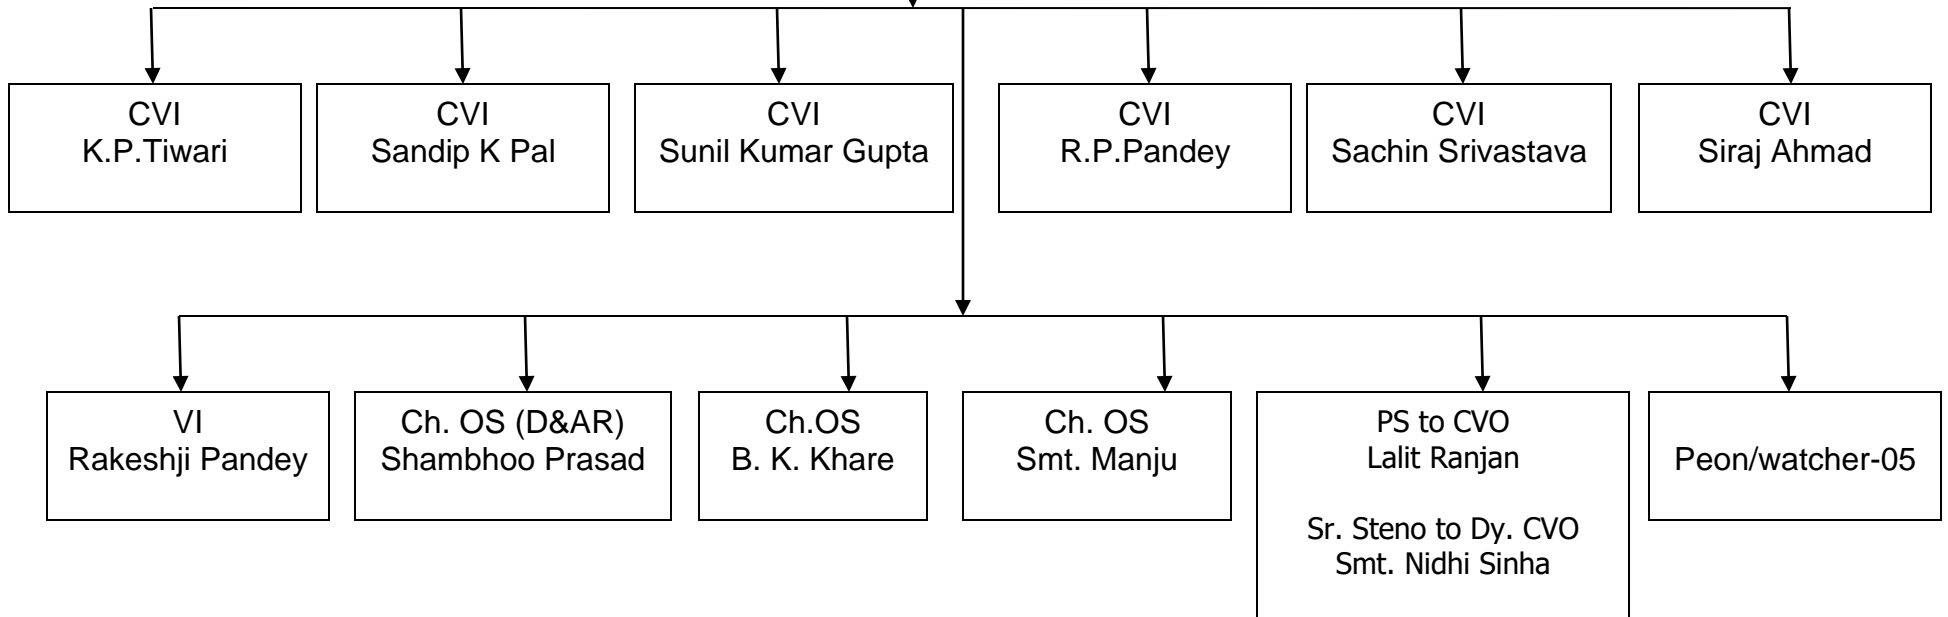 CVI
K.P.Tiwari
CVI
Sandip K Pal
CVI
Sunil Kumar Gupta
CVI
R.P.Pandey
CVI
Sachin Srivastava
CVI
Siraj Ahmad
VI
Rakeshji Pandey
Ch. OS (D&AR)
Shambhoo Prasad
Ch.OS
B. K. Khare
Ch. OS
Smt. Manju
PS to CVO
Lalit Ranjan
Sr. Steno to Dy. CVO
Smt. Nidhi Sinha
Peon/watcher-05